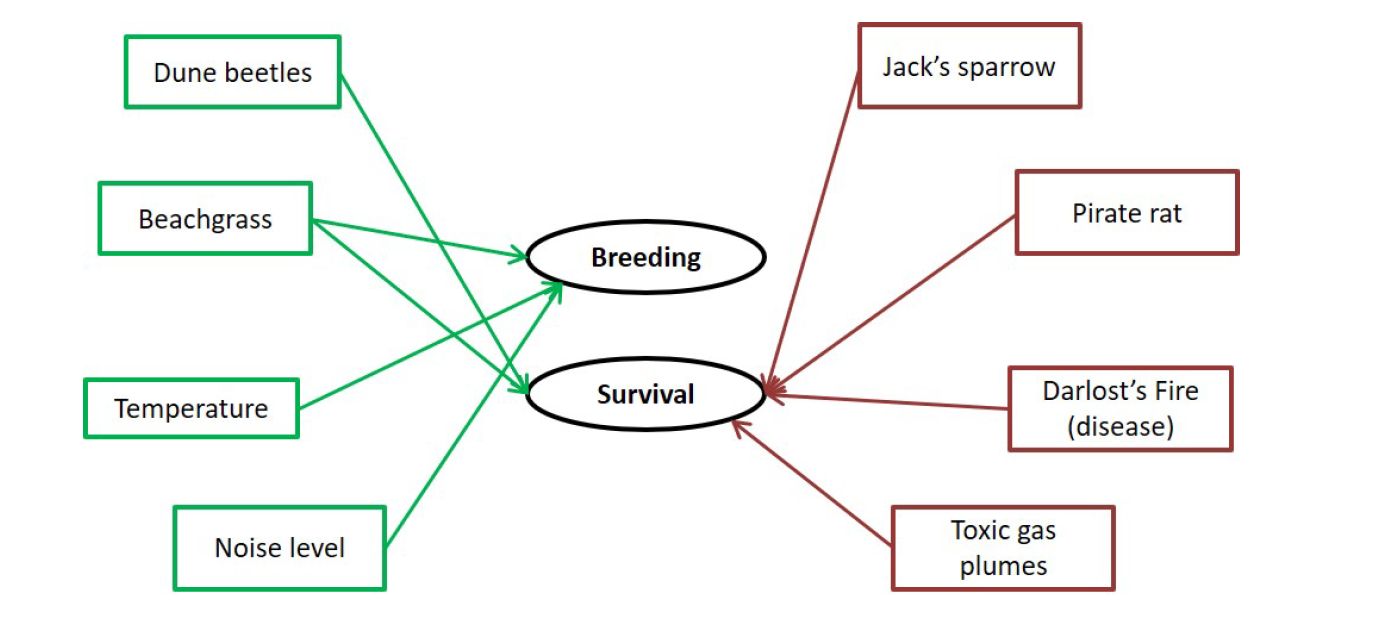 Dune beetles
Beachgrass
Temperature
Noise level
Breeding
Survival
Jack’s sparrow
Pirate rat
Darlost’s Fire
(disease)
Toxic gas
plumes